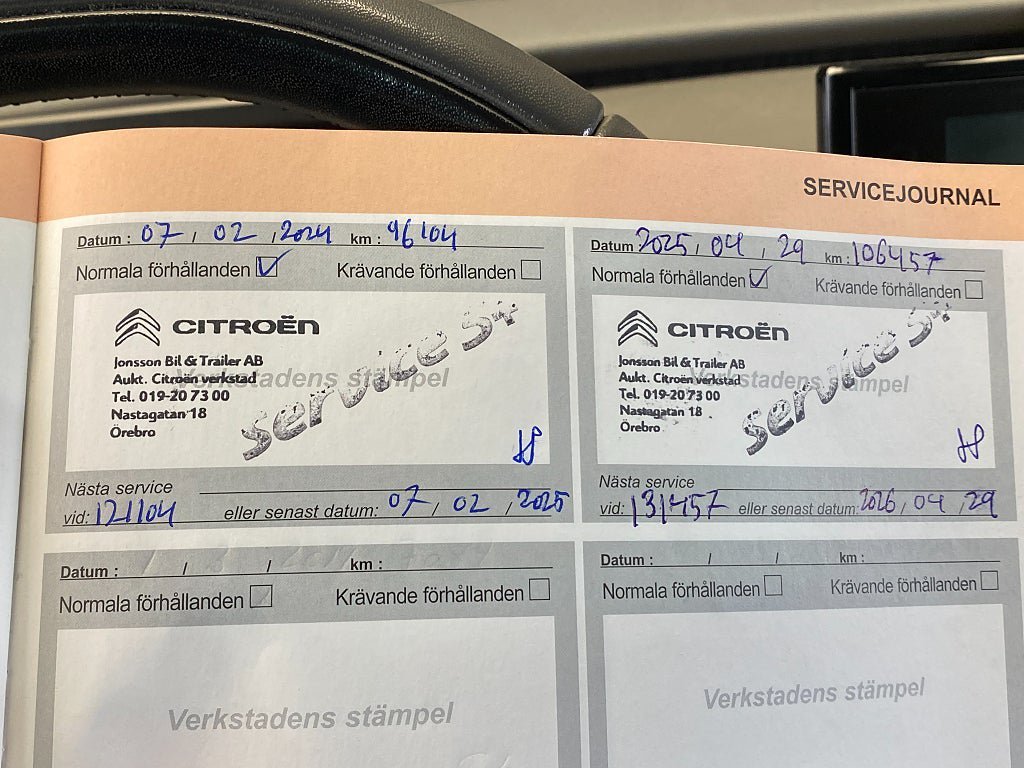 SERVICEJOURNAL
Datum : 07 / 02 / 2024 km : 96104
Normala förhållanden Krävande förhållanden
CITROËN
Jonsson Bil & Trailer AB
Aukt. Citroën verkstad
Verkstadens stämpel
Tel. 019-20 73 00
Nastagatan 18
Örebro
Service S+
Nästa service
vid: 121104 eller senast datum: 07 / 02 / 2025
Datum 2025 / 04 / 29 km : 106457
Normala förhållanden Krävande förhållanden
CITROËN
Jonsson Bil & Trailer AB
Aukt. Citroën verkstad
Verkstadens stämpel
Tel. 019-20 73 00
Nastagatan 18
Örebro
Service S+
Nästa service
vid: 131457 eller senast datum: 2026 / 04 / 29
Datum : / / km :
Normala förhållanden Krävande förhållanden
Verkstadens stämpel
Datum : / / km :
Normala förhållanden Krävande förhållanden
Verkstadens stämpel